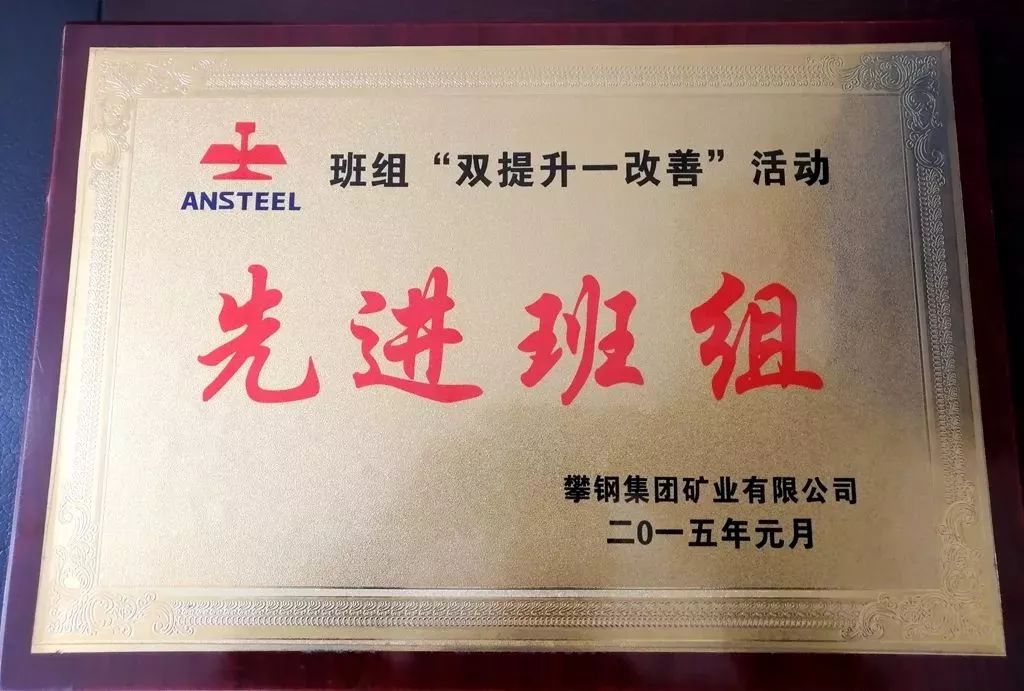 ANSTEEL
班组“双提升一改善”活动
先进班组
攀钢集团矿业有限公司
二0一五年元月